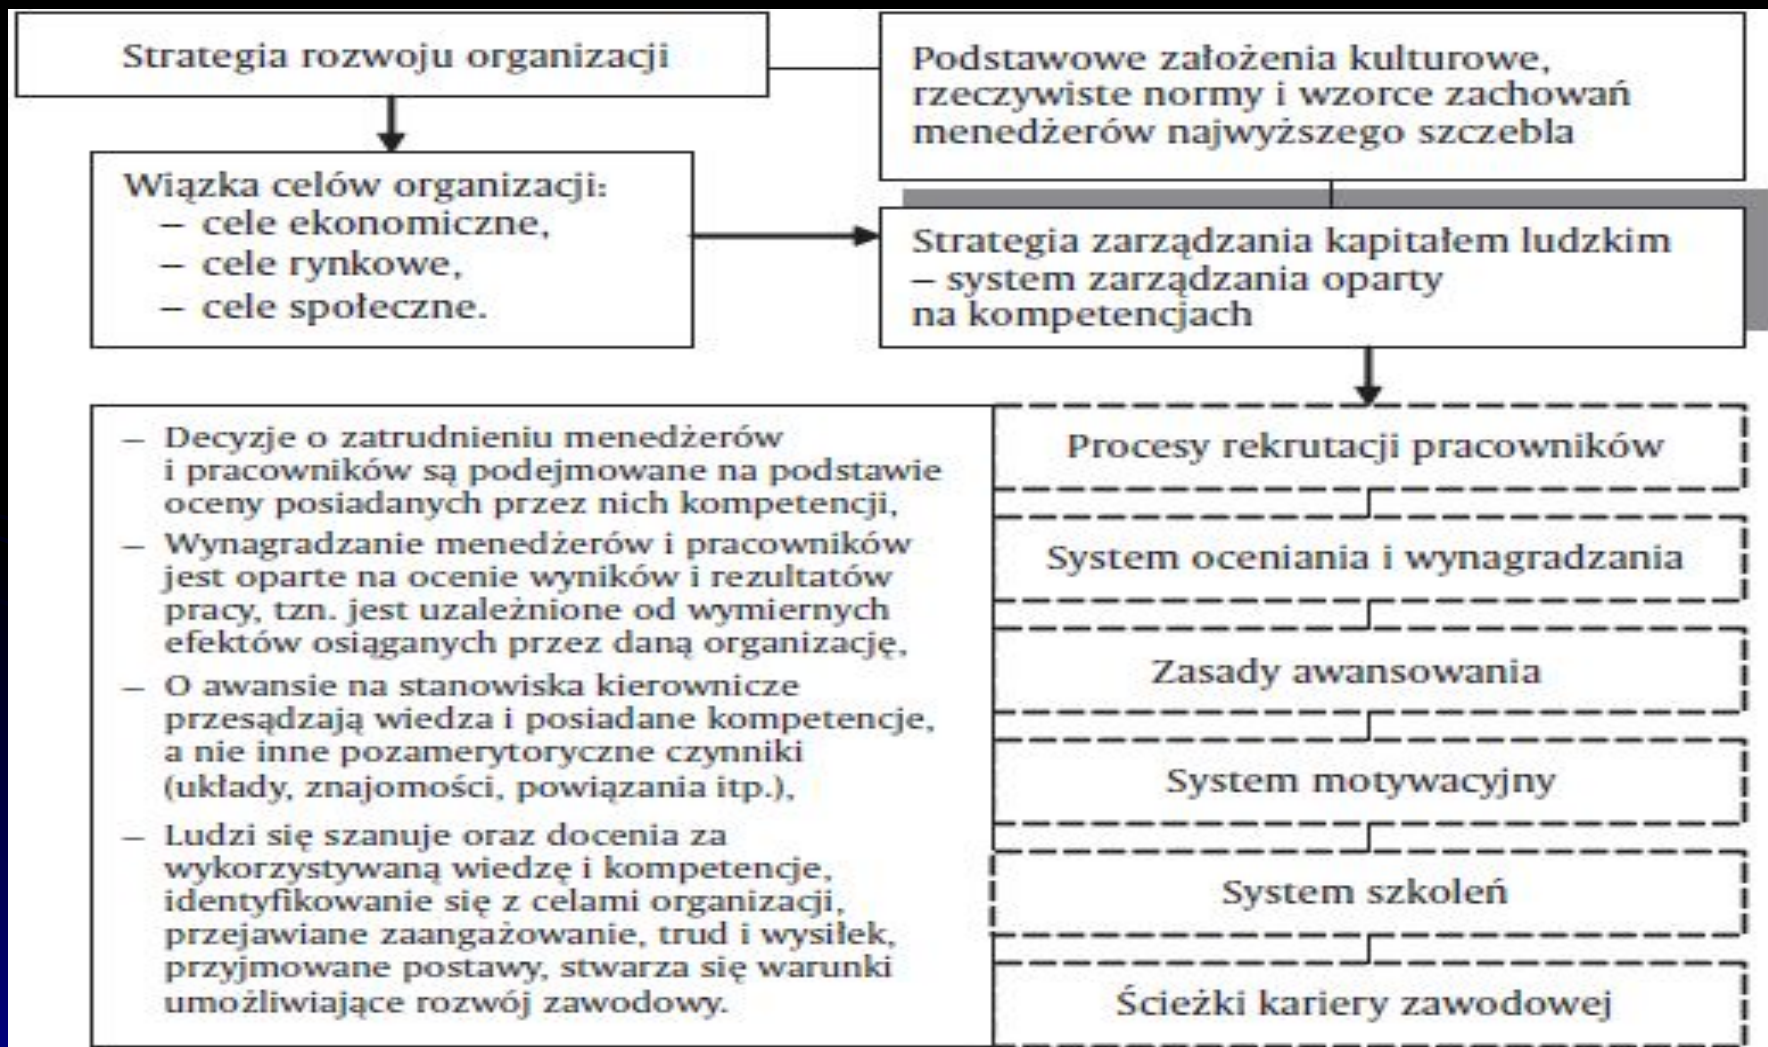 Strategia rozwoju organizacji
Podstawowe założenia kulturowe,
rzeczywiste normy i wzorce zachowań
menedżerów najwyższego szczebla
Wiązka celów organizacji:
– cele ekonomiczne,
– cele rynkowe,
– cele społeczne.
Strategia zarządzania kapitałem ludzkim
– system zarządzania oparty
na kompetencjach
– Decyzje o zatrudnieniu menedżerów
i pracowników są podejmowane na podstawie
oceny posiadanych przez nich kompetencji,
– Wynagradzanie menedżerów i pracowników
jest oparte na ocenie wyników i rezultatów
pracy, tzn. jest uzależnione od wymiernych
efektów osiąganych przez daną organizację,
– O awansie na stanowiska kierownicze
przesądzają wiedza i posiadane kompetencje,
a nie inne pozamerytoryczne czynniki
(układy, znajomości, powiązania itp.),
– Ludzi się szanuje oraz docenia za
wykorzystywaną wiedzę i kompetencje,
identyfikowanie się z celami organizacji,
przejawiane zaangażowanie, trud i wysiłek,
przyjmowane postawy, stwarza się warunki
umożliwiające rozwój zawodowy.
Procesy rekrutacji pracowników
System oceniania i wynagradzania
Zasady awansowania
System motywacyjny
System szkoleń
Ścieżki kariery zawodowej